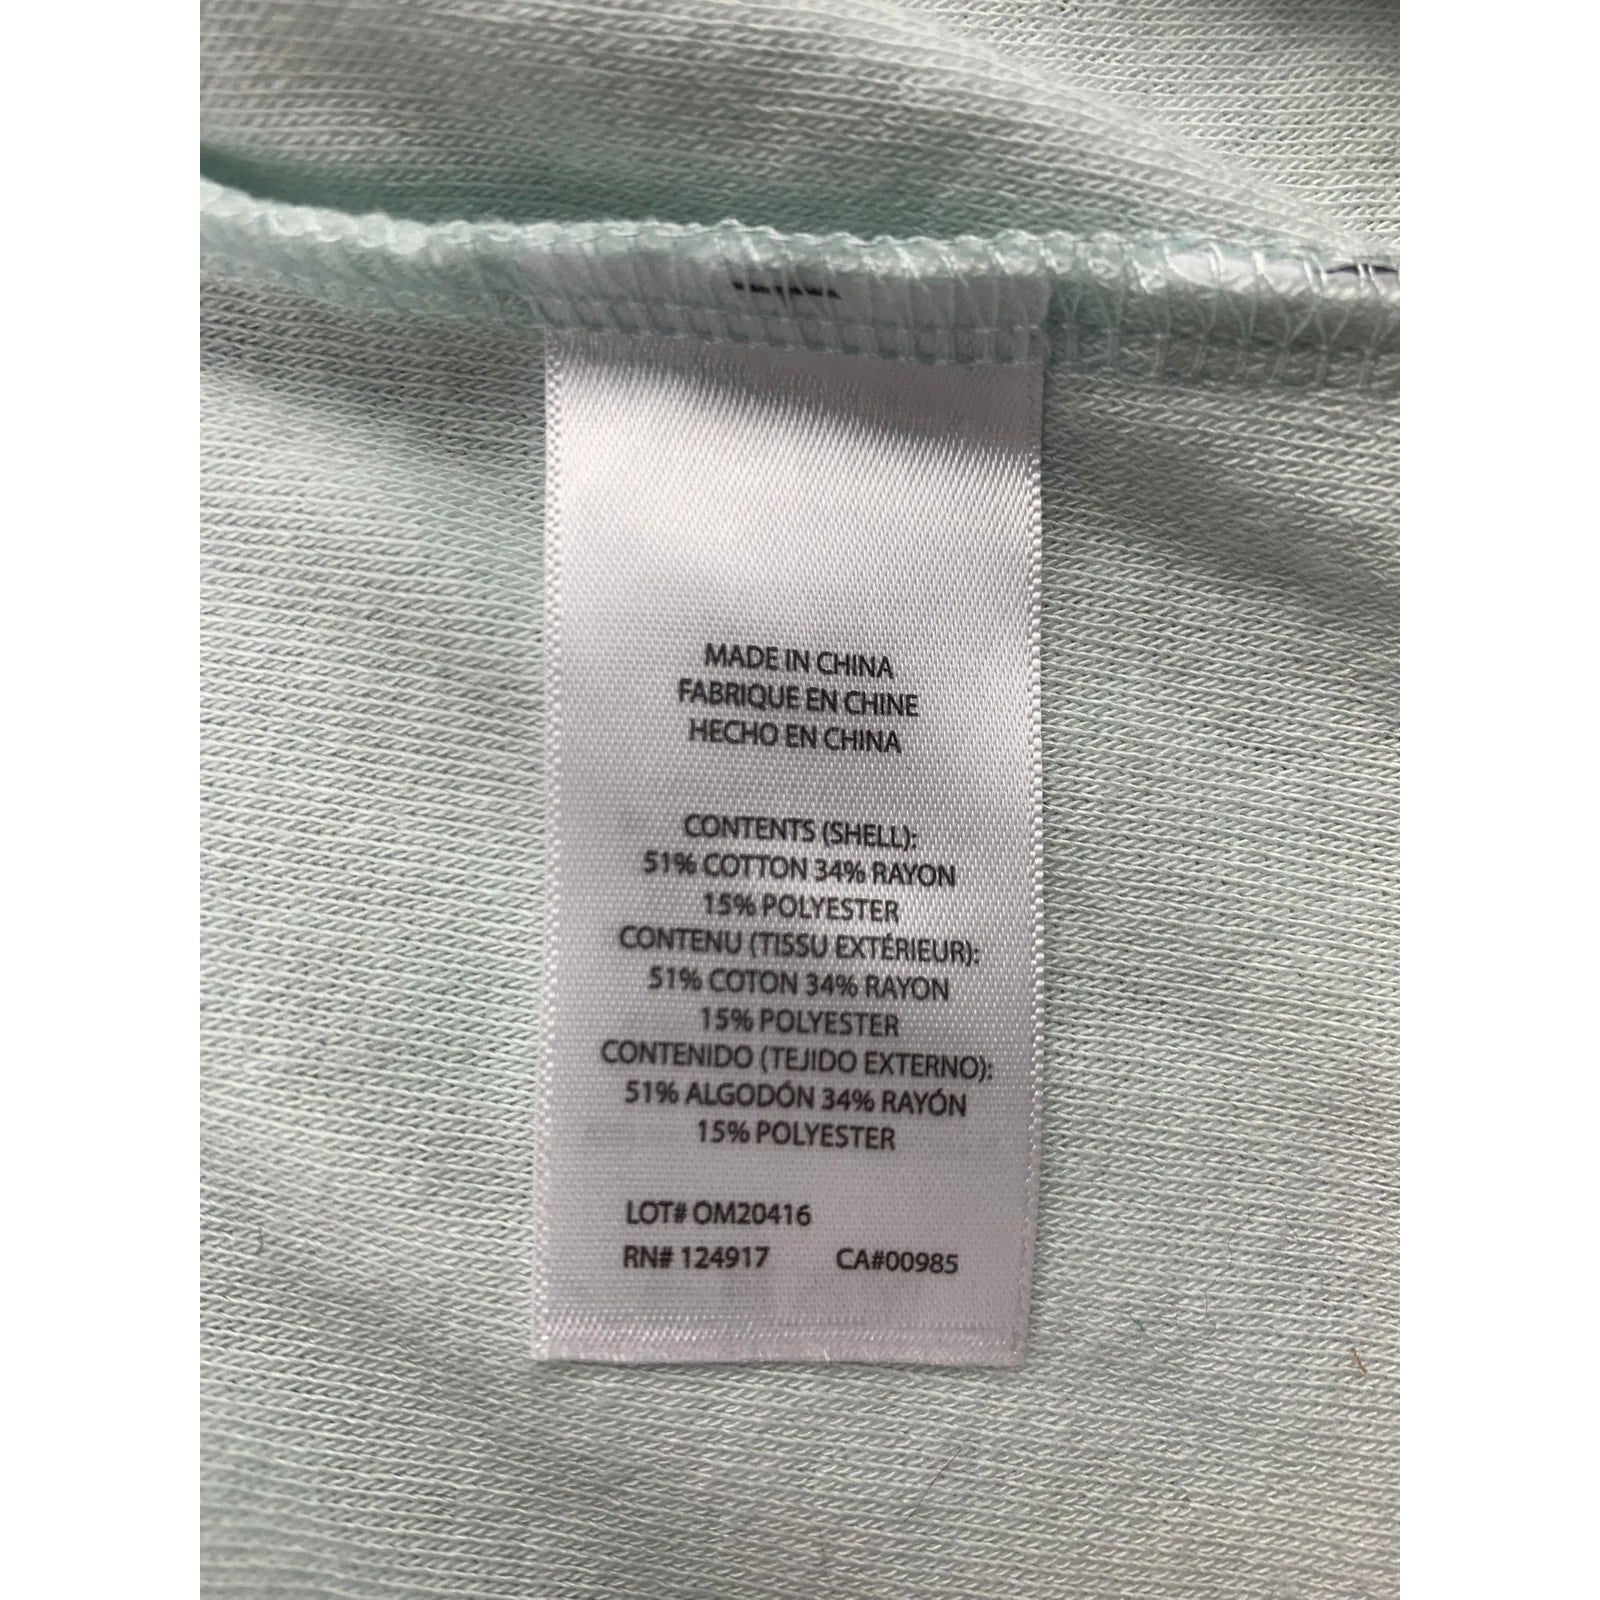 MADE IN CHINA
FABRIQUE EN CHINE
HECHO EN CHINA
CONTENTS (SHELL):
51% COTTON 34% RAYON
15% POLYESTER
CONTENU (TISSU EXTÉRIEUR):
51% COTON 34% RAYON
15% POLYESTER
CONTENIDO (TEJIDO EXTERNO):
51% ALGODÓN 34% RAYÓN
15% POLYESTER
LOT# OM20416
RN# 124917 CA#00985